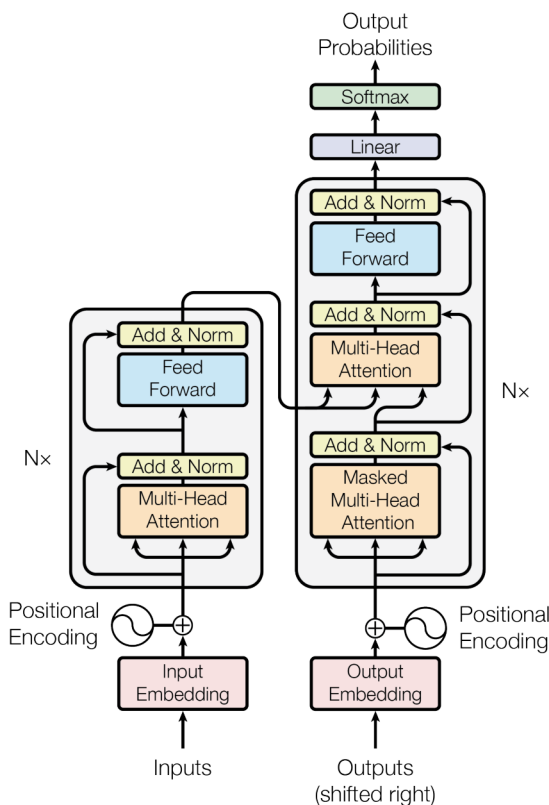 Output
Probabilities
Softmax
Linear
Add & Norm
Feed
Forward
Add & Norm
Multi-Head
Attention
Add & Norm
Masked
Multi-Head
Attention
Nx
Add & Norm
Feed
Forward
Add & Norm
Multi-Head
Attention
N×
Positional
Encoding
Positional
Encoding
Input
Embedding
Output
Embedding
Inputs
Outputs
(shifted right)